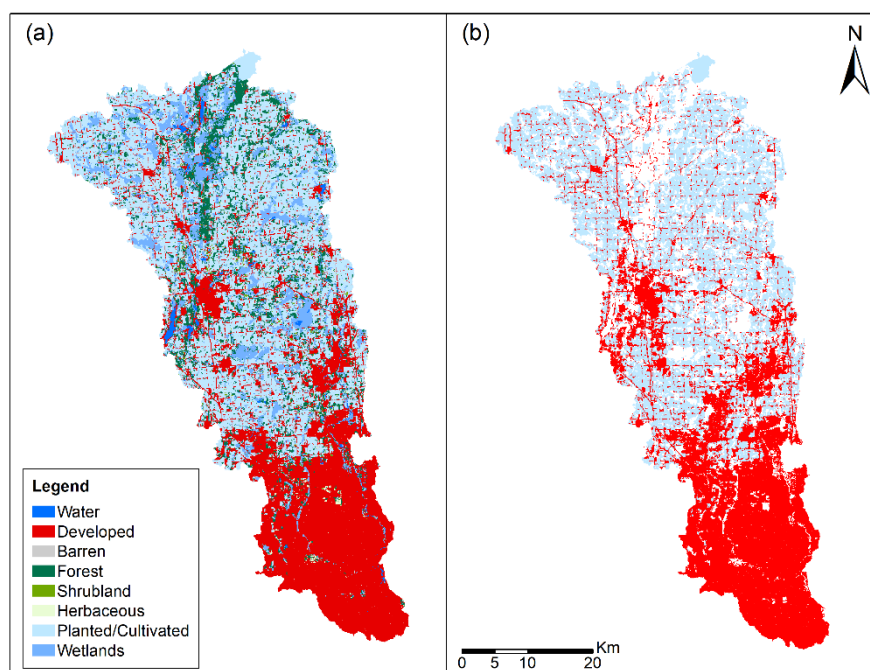 (a)
(b)
N
Legend
Water
Developed
Barren
Forest
Shrubland
Herbaceous
Planted/Cultivated
Wetlands
Km
0 5 10 20